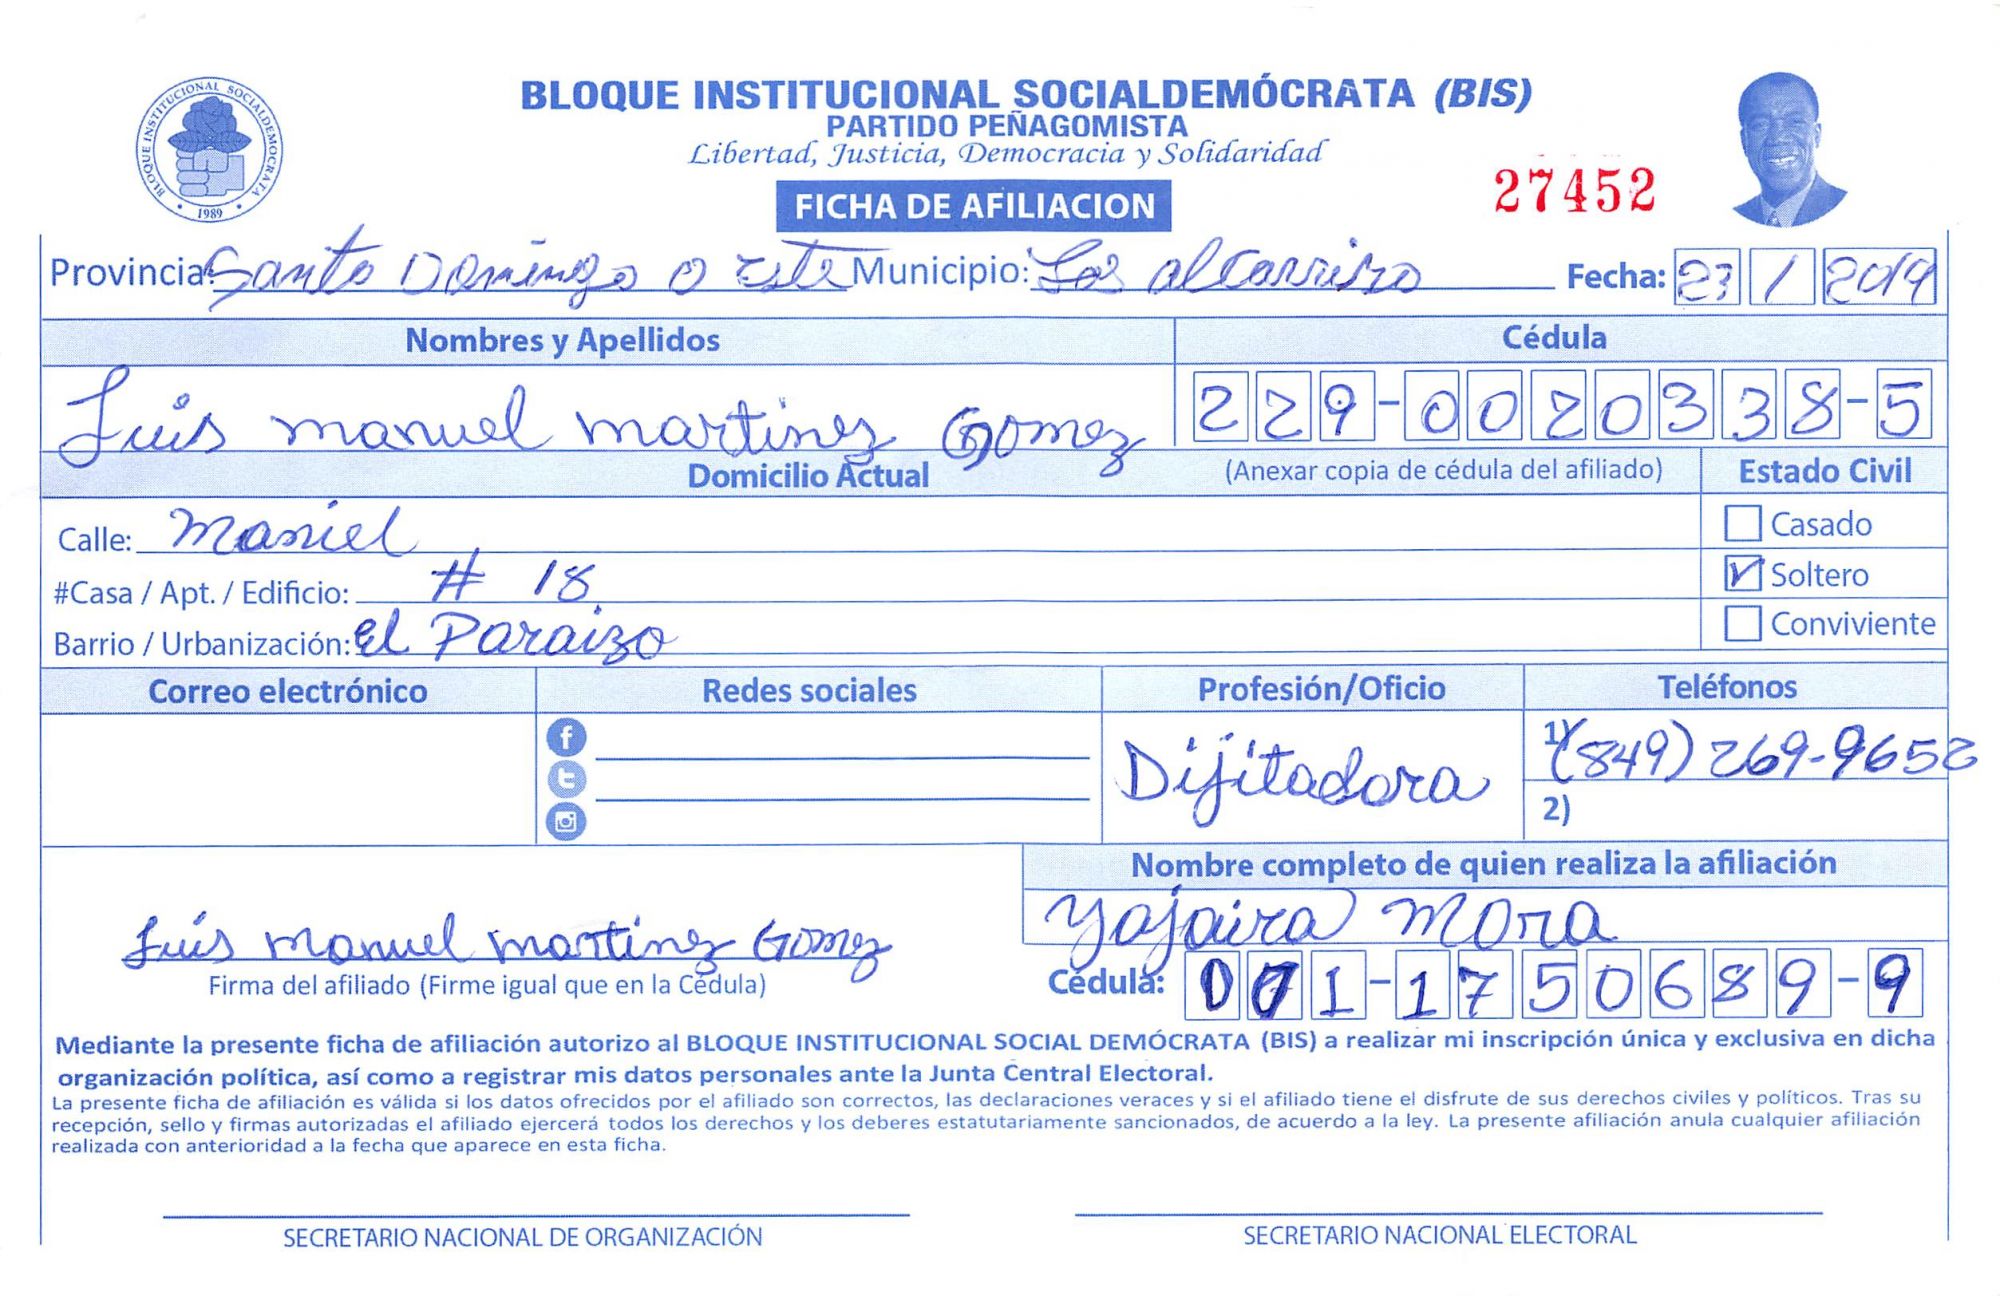 BLOQUE INSTITUCIONAL SOCIALDEMOCRATA
1989
BLOQUE INSTITUCIONAL SOCIALDEMÓCRATA (BIS)
PARTIDO PEÑAGOMISTA
Libertad, Justicia, Democracia y Solidaridad
FICHA DE AFILIACION
27452
Provincia: Santo Domingo o este Municipio: Los alcarrizo Fecha: 23 / 2019
Nombres y Apellidos Cédula
Luis manuel martinez Gomez 229-0020338-5
Domicilio Actual (Anexar copia de cédula del afiliado) Estado Civil
Calle: Maniel Casado
#Casa / Apt. / Edificio: # 18 Soltero
Barrio / Urbanización: El Paraizo Conviviente
Correo electrónico Redes sociales Profesión/Oficio Teléfonos
Dijitadora 1) (849) 269-9652
2)
Nombre completo de quien realiza la afiliación
Yajaira Mora
Luis manuel martinez Gomez
Firma del afiliado (Firme igual que en la Cédula) Cédula: 001-1750689-9
Mediante la presente ficha de afiliación autorizo al BLOQUE INSTITUCIONAL SOCIAL DEMÓCRATA (BIS) a realizar mi inscripción única y exclusiva en dicha
organización política, así como a registrar mis datos personales ante la Junta Central Electoral.
La presente ficha de afiliación es válida si los datos ofrecidos por el afiliado son correctos, las declaraciones veraces y si el afiliado tiene el disfrute de sus derechos civiles y políticos. Tras su
recepción, sello y firmas autorizadas el afiliado ejercerá todos los derechos y los deberes estatutariamente sancionados, de acuerdo a la ley. La presente afiliación anula cualquier afiliación
realizada con anterioridad a la fecha que aparece en esta ficha.
SECRETARIO NACIONAL DE ORGANIZACIÓN SECRETARIO NACIONAL ELECTORAL